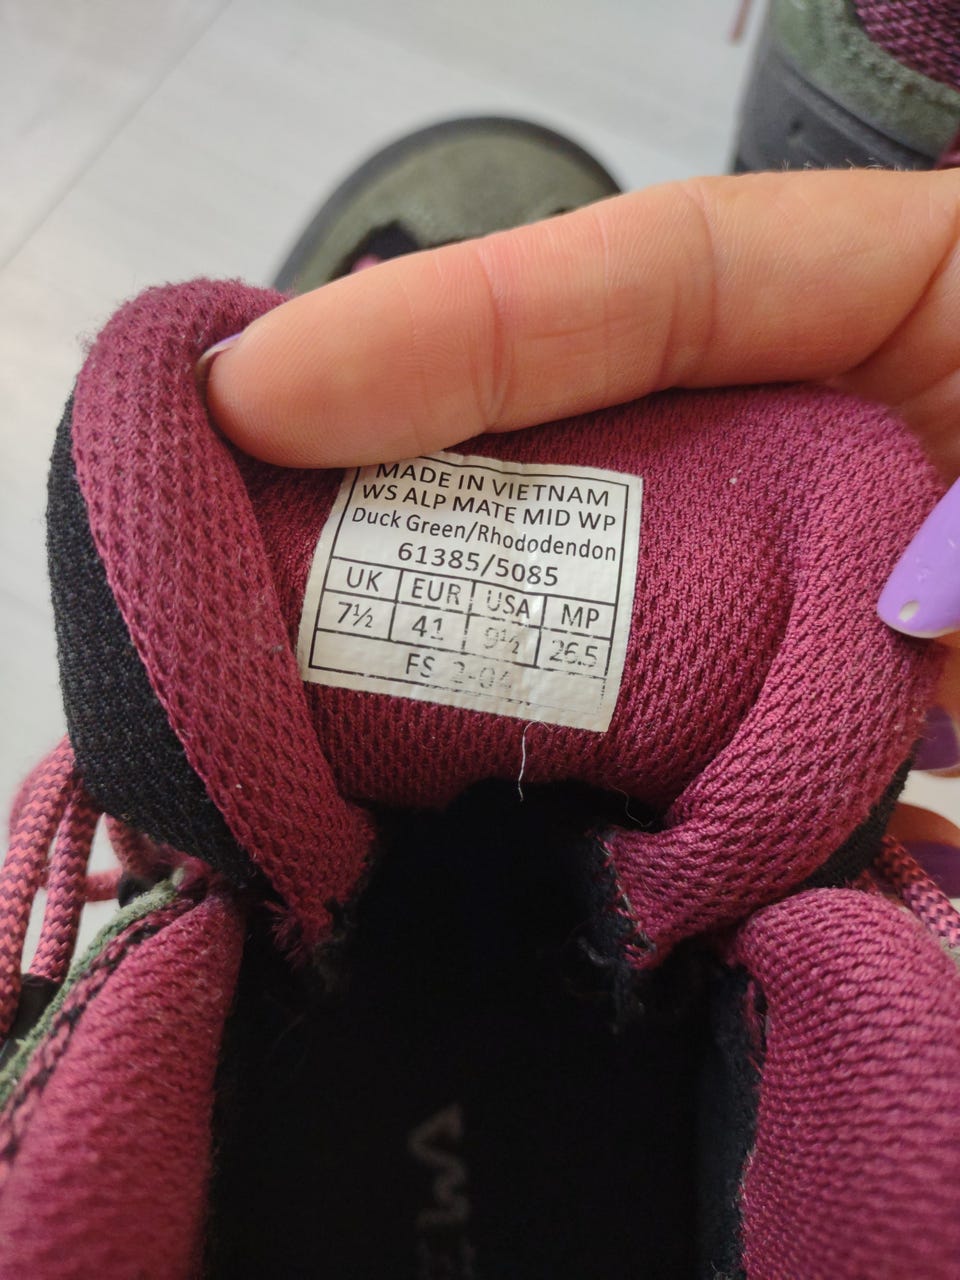 MADE IN VIETNAM
WS ALP MATE MID WP
Duck Green/Rhododendon
61385/5085
UK EUR USA MP
7½ 41 9½ 26.5
FS 2-04